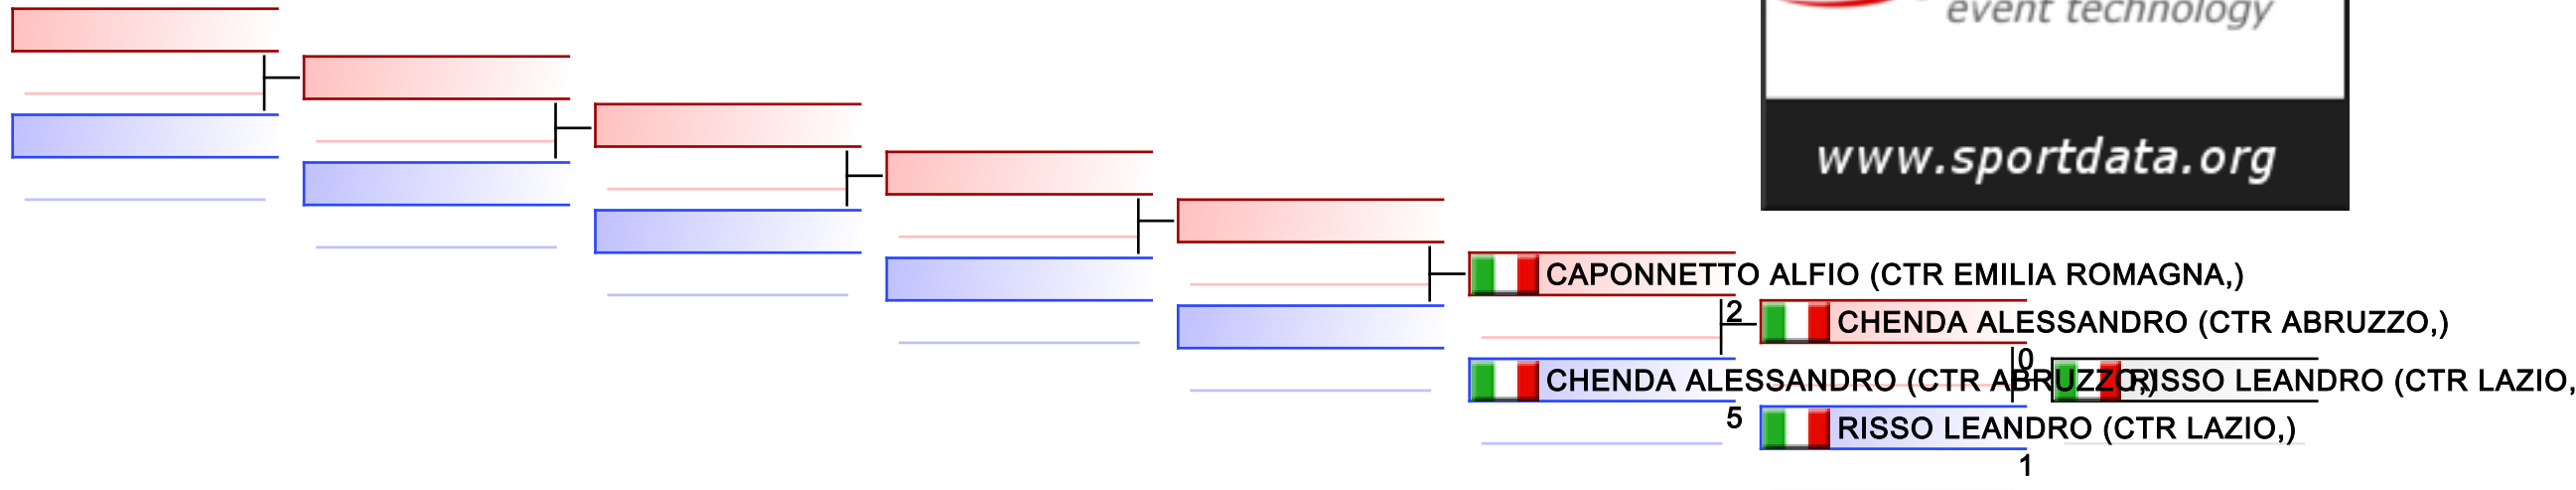 event technology
www.sportdata.org
CAPONNETTO ALFIO (CTR EMILIA ROMAGNA,)
2
CHENDA ALESSANDRO (CTR ABRUZZO,)
0
CHENDA ALESSANDRO (CTR ABRUZZO,)
RISSO LEANDRO (CTR LAZIO,
5
RISSO LEANDRO (CTR LAZIO,)
1